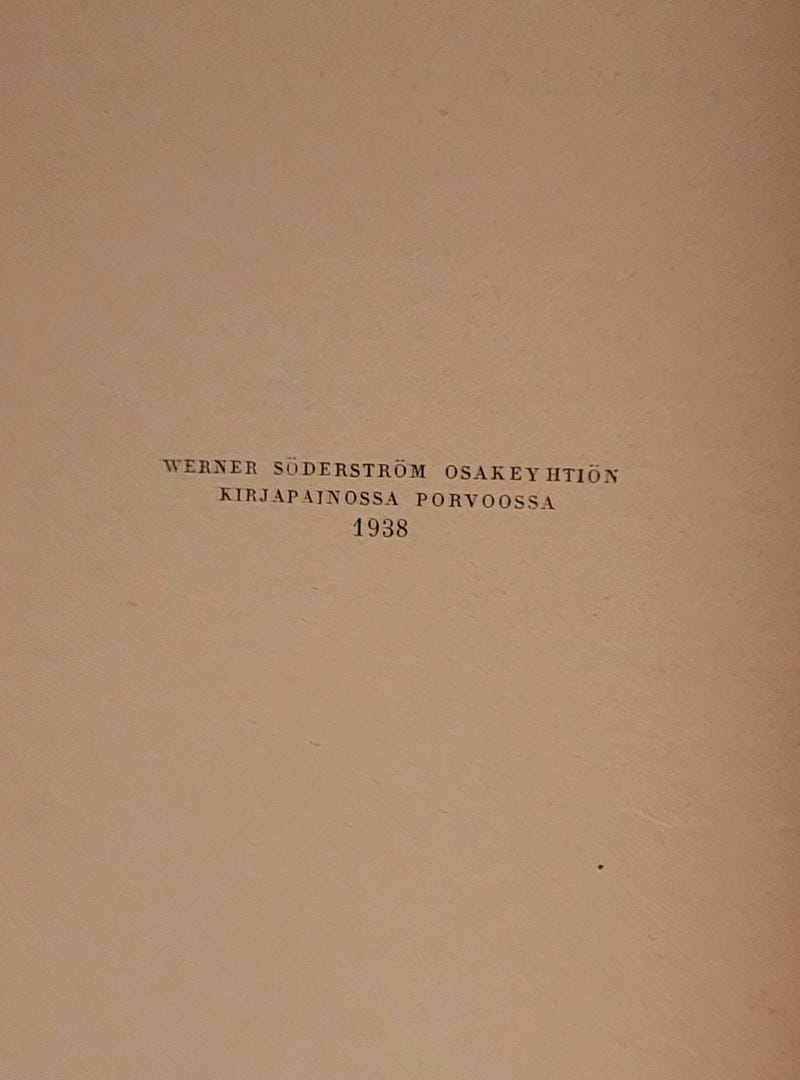 WERNER SÖDERSTRÖM OSAKEYHTIÖN
KIRJAPAINOSSA PORVOOSSA
1938